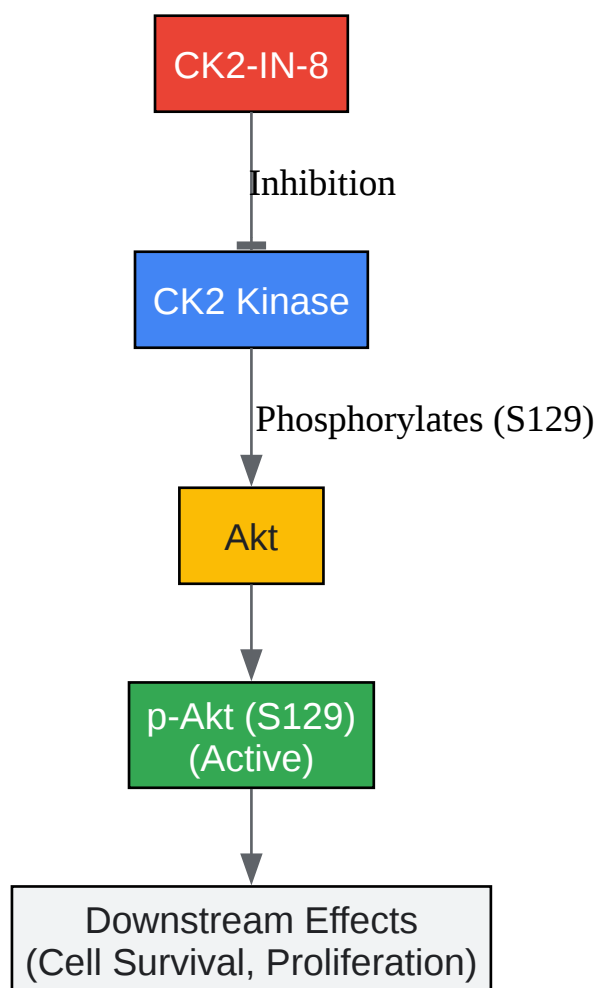 CK2-IN-8
Inhibition
CK2 Kinase
Phosphorylates (S129)
Akt
p-Akt (S129)
(Active)
Downstream Effects
(Cell Survival, Proliferation)